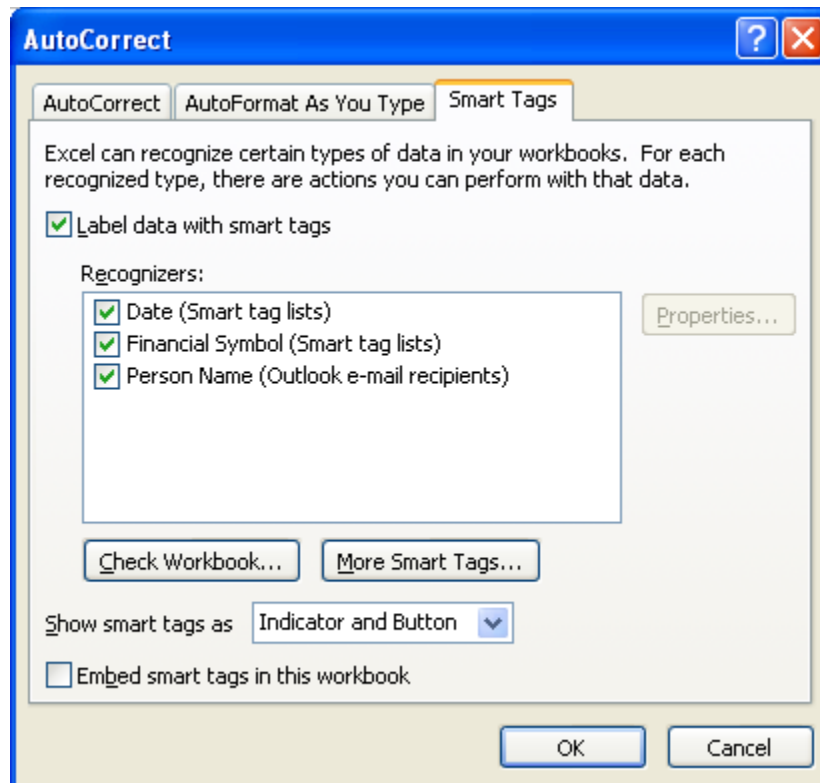 AutoCorrect
AutoCorrect
AutoFormat As You Type
Smart Tags
Excel can recognize certain types of data in your workbooks. For each
recognized type, there are actions you can perform with that data.
Label data with smart tags
Recognizers:
Date (Smart tag lists)
Financial Symbol (Smart tag lists)
Person Name (Outlook e-mail recipients)
Properties...
Check Workbook...
More Smart Tags...
Show smart tags as
Indicator and Button
Embed smart tags in this workbook
OK
Cancel